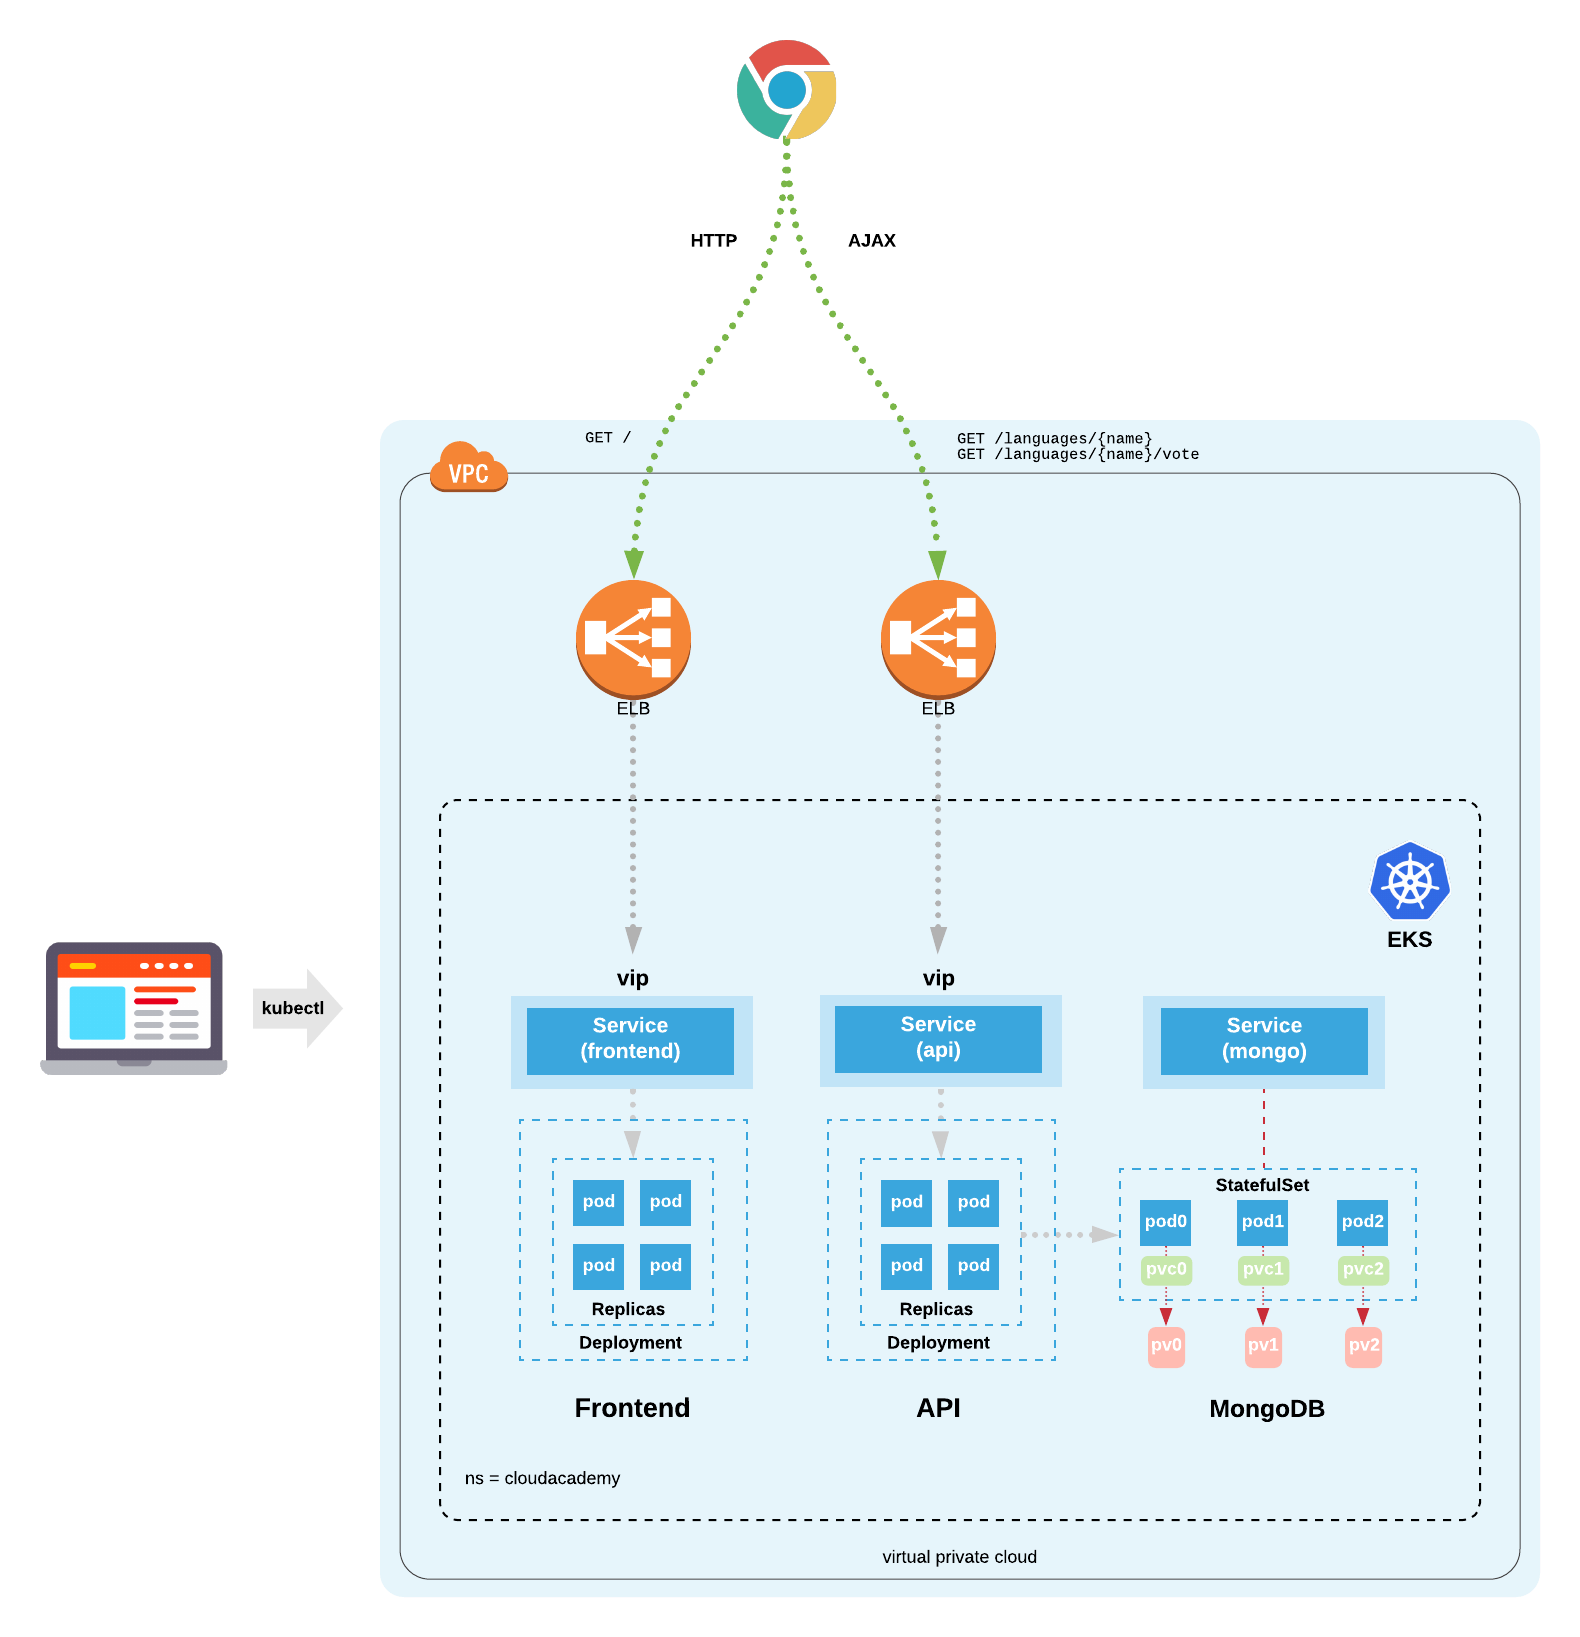 HTTP
AJAX
GET /
GET /languages/{name}
GET /languages/{name}/vote
VPC
ELB
ELB
EKS
kubectl
vip
vip
Service
(frontend)
Service
(api)
Service
(mongo)
pod pod
pod pod
Replicas
Deployment
pod pod
pod pod
Replicas
Deployment
StatefulSet
pod0 pod1 pod2
pvc0 pvc1 pvc2
pv0 pv1 pv2
Frontend
API
MongoDB
ns = cloudacademy
virtual private cloud